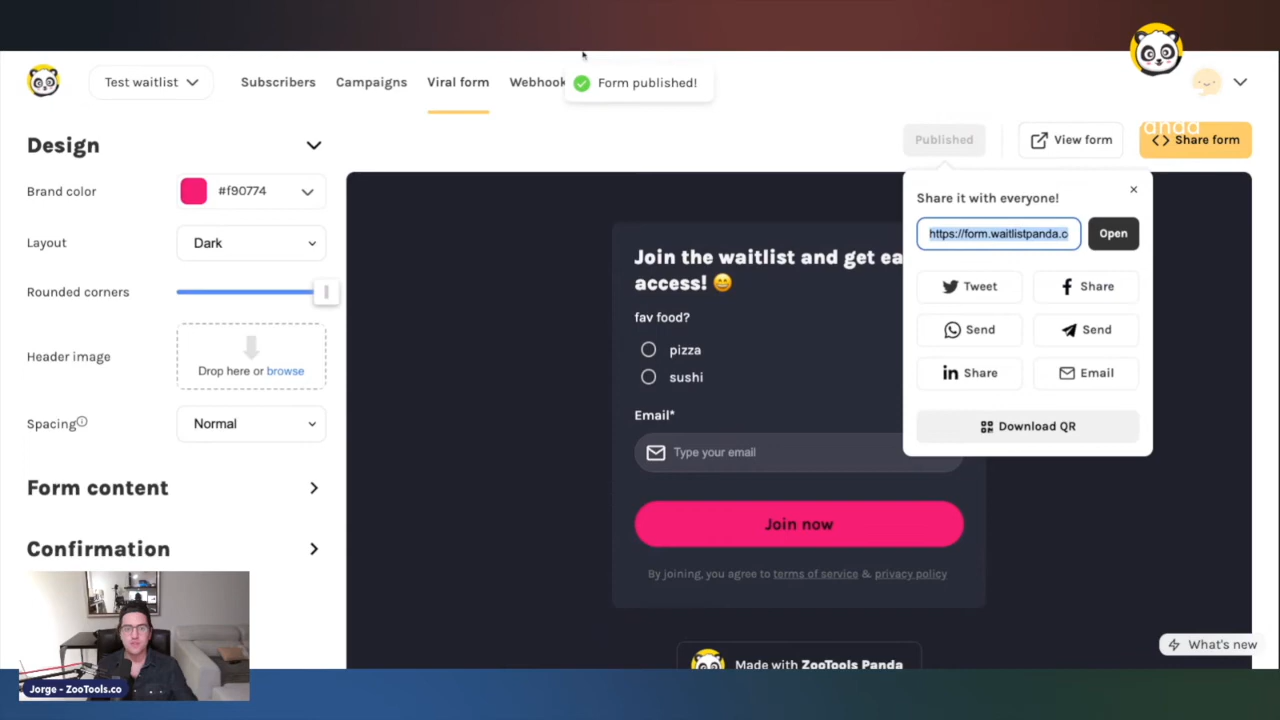 Test waitlist
Subscribers
Campaigns
Viral form
Webhook
Form published!
Design
Published
View form
Share form
Brand color
#f90774
Share it with everyone!
https://form.waitlistpanda.c
Open
Layout
Dark
Join the waitlist and get ea
access! 😀
Rounded corners
Tweet
Share
fav food?
Send
Send
Header image
pizza
Drop here or browse
sushi
Share
Email
Spacing
Normal
Email*
Download QR
Type your email
Form content
Join now
Confirmation
By joining, you agree to terms of service & privacy policy
What's new
Made with ZooTools Panda
Jorge - ZooTools.co